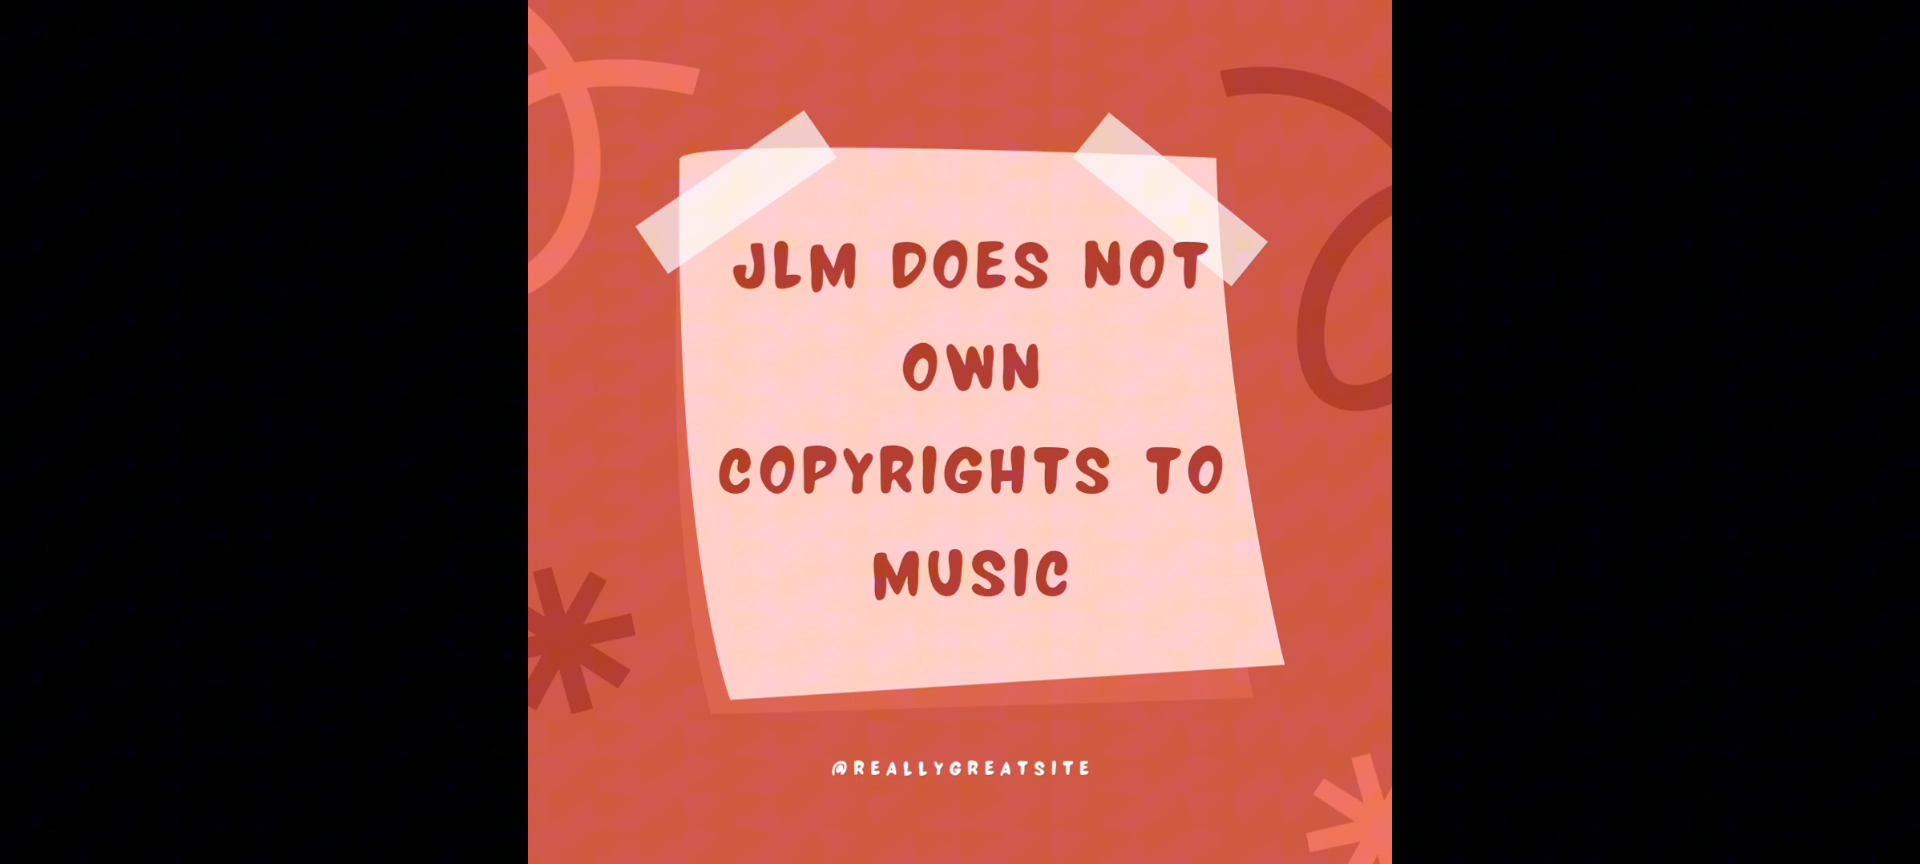 JLM DOES NOT
OWN
COPYRIGHTS TO
MUSIC
@REALLYGREATSITE